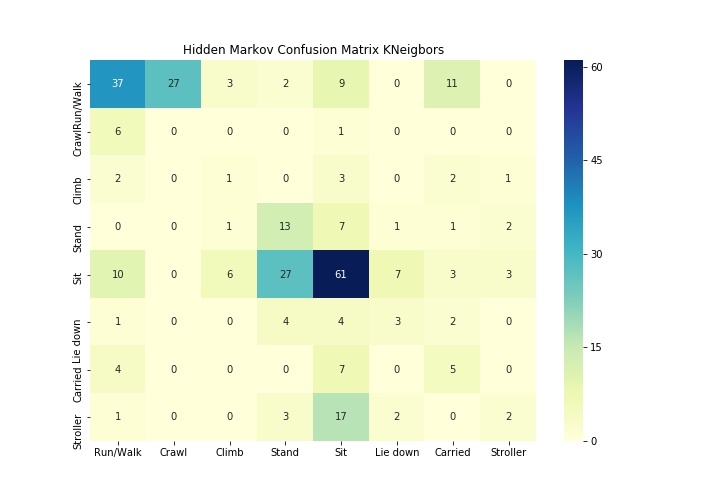 Hidden Markov Confusion Matrix KNeigbors
Run/Walk 37 27 3 2 9 0 11 0
Crawl 6 0 0 0 1 0 0 0
Climb 2 0 1 0 3 0 2 1
Stand 0 0 1 13 7 1 1 2
Sit 10 0 6 27 61 7 3 3
Lie down 1 0 0 4 4 3 2 0
Carried 4 0 0 0 7 0 5 0
Stroller 1 0 0 3 17 2 0 2
Run/Walk Crawl Climb Stand Sit Lie down Carried Stroller
60
45
30
15
0